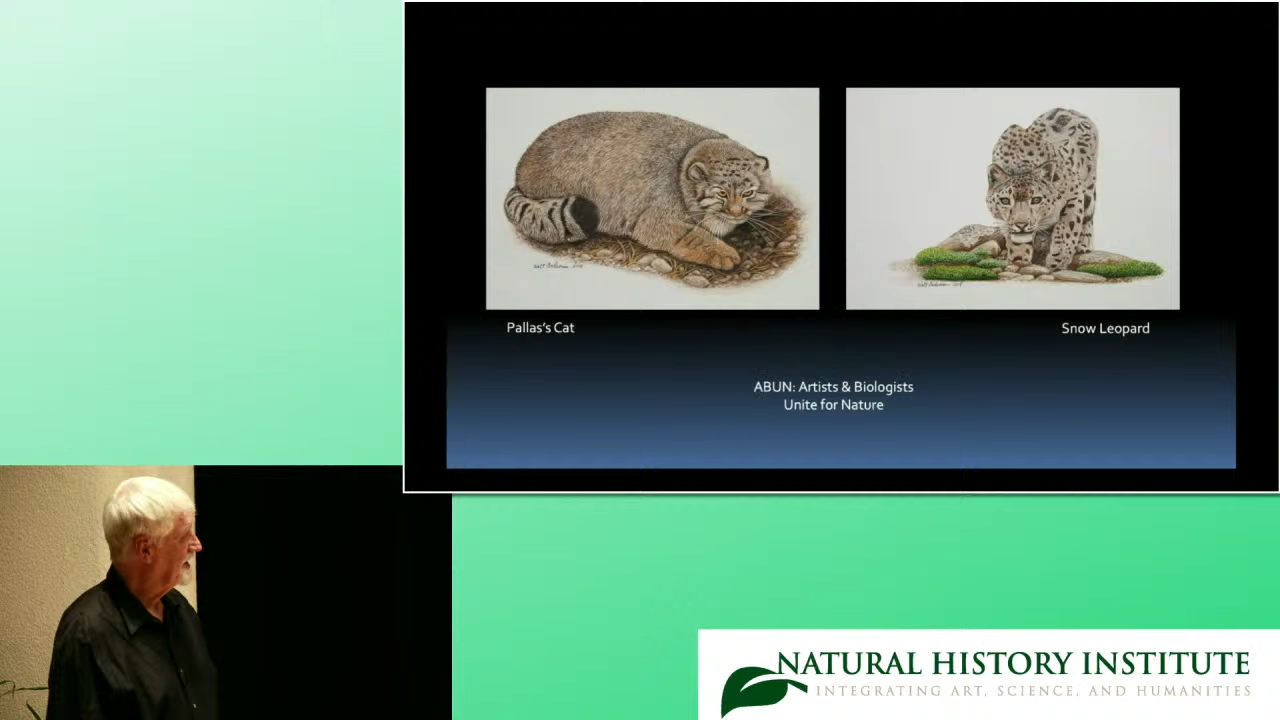 Pallas's Cat
Snow Leopard
ABUN: Artists & Biologists
Unite for Nature
NATURAL HISTORY INSTITUTE
INTEGRATING ART, SCIENCE, AND HUMANITIES